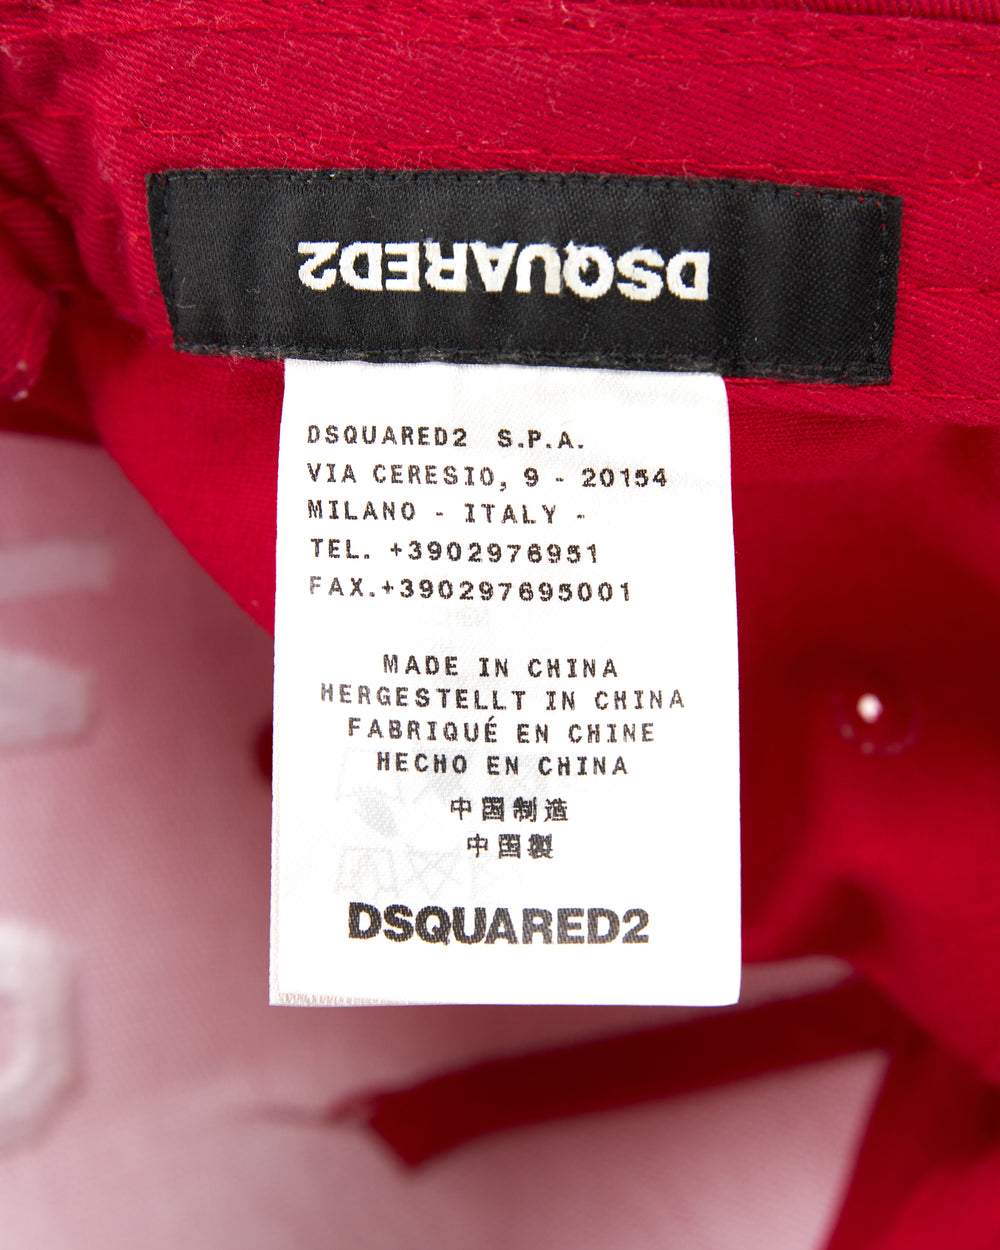 DSQUARED2
DSQUARED2 S.P.A.
VIA CERESIO, 9 - 20154
MILANO - ITALY -
TEL. +3902976951
FAX.+390297695001
MADE IN CHINA
HERGESTELLT IN CHINA
FABRIQUÉ EN CHINE
HECHO EN CHINA
中国制造
中国製
DSQUARED2